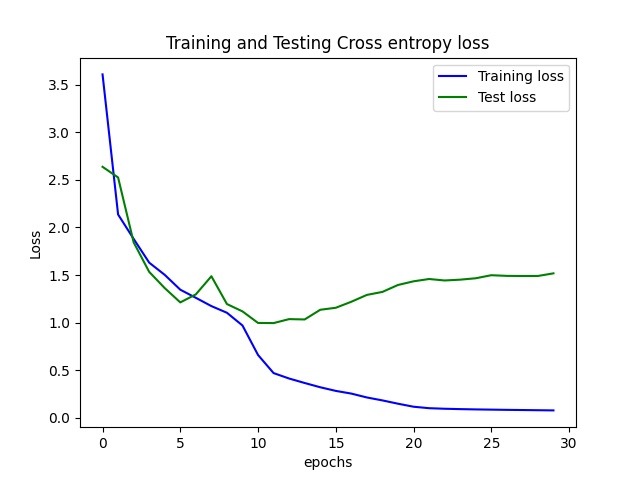 Training and Testing Cross entropy loss
Training loss
Test loss
Loss
3.5
3.0
2.5
2.0
1.5
1.0
0.5
0.0
0 5 10 15 20 25 30
epochs